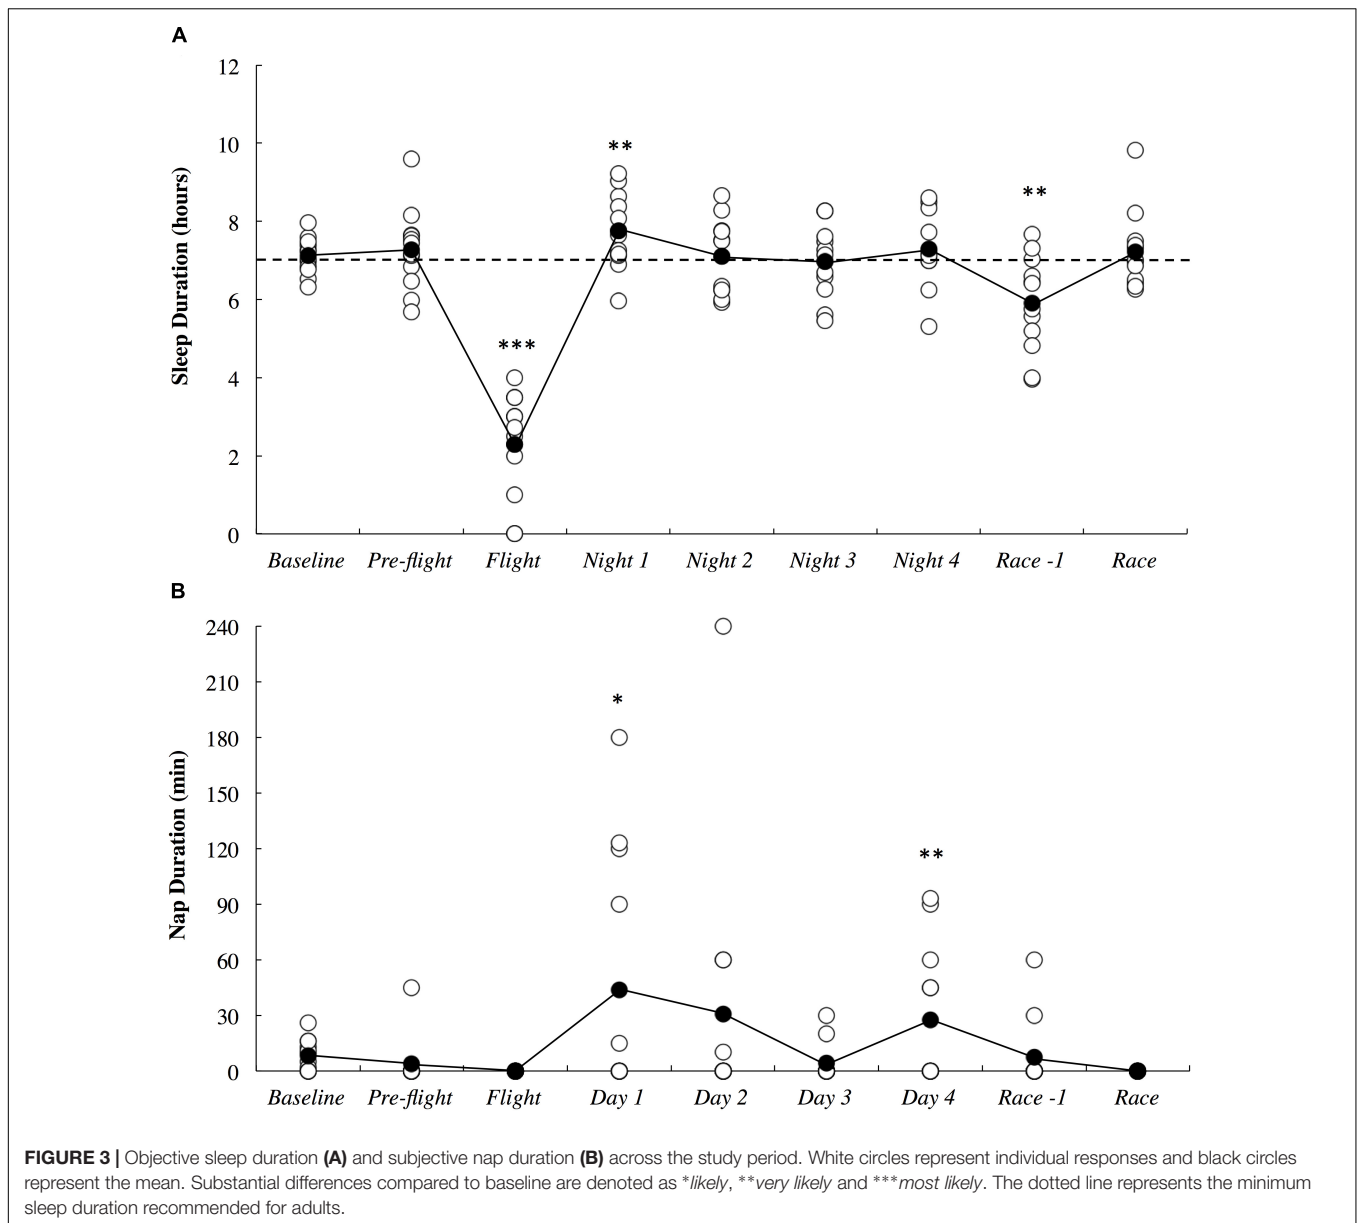 A
12
10
8
6
4
2
0
Sleep Duration (hours)
**
***
**
Baseline Pre-flight Flight Night 1 Night 2 Night 3 Night 4 Race -1 Race
B
240
210
180
150
120
90
60
30
0
Nap Duration (min)
*
**
Baseline Pre-flight Flight Day 1 Day 2 Day 3 Day 4 Race -1 Race
FIGURE 3 | Objective sleep duration (A) and subjective nap duration (B) across the study period. White circles represent individual responses and black circles
represent the mean. Substantial differences compared to baseline are denoted as *likely, **very likely and ***most likely. The dotted line represents the minimum
sleep duration recommended for adults.